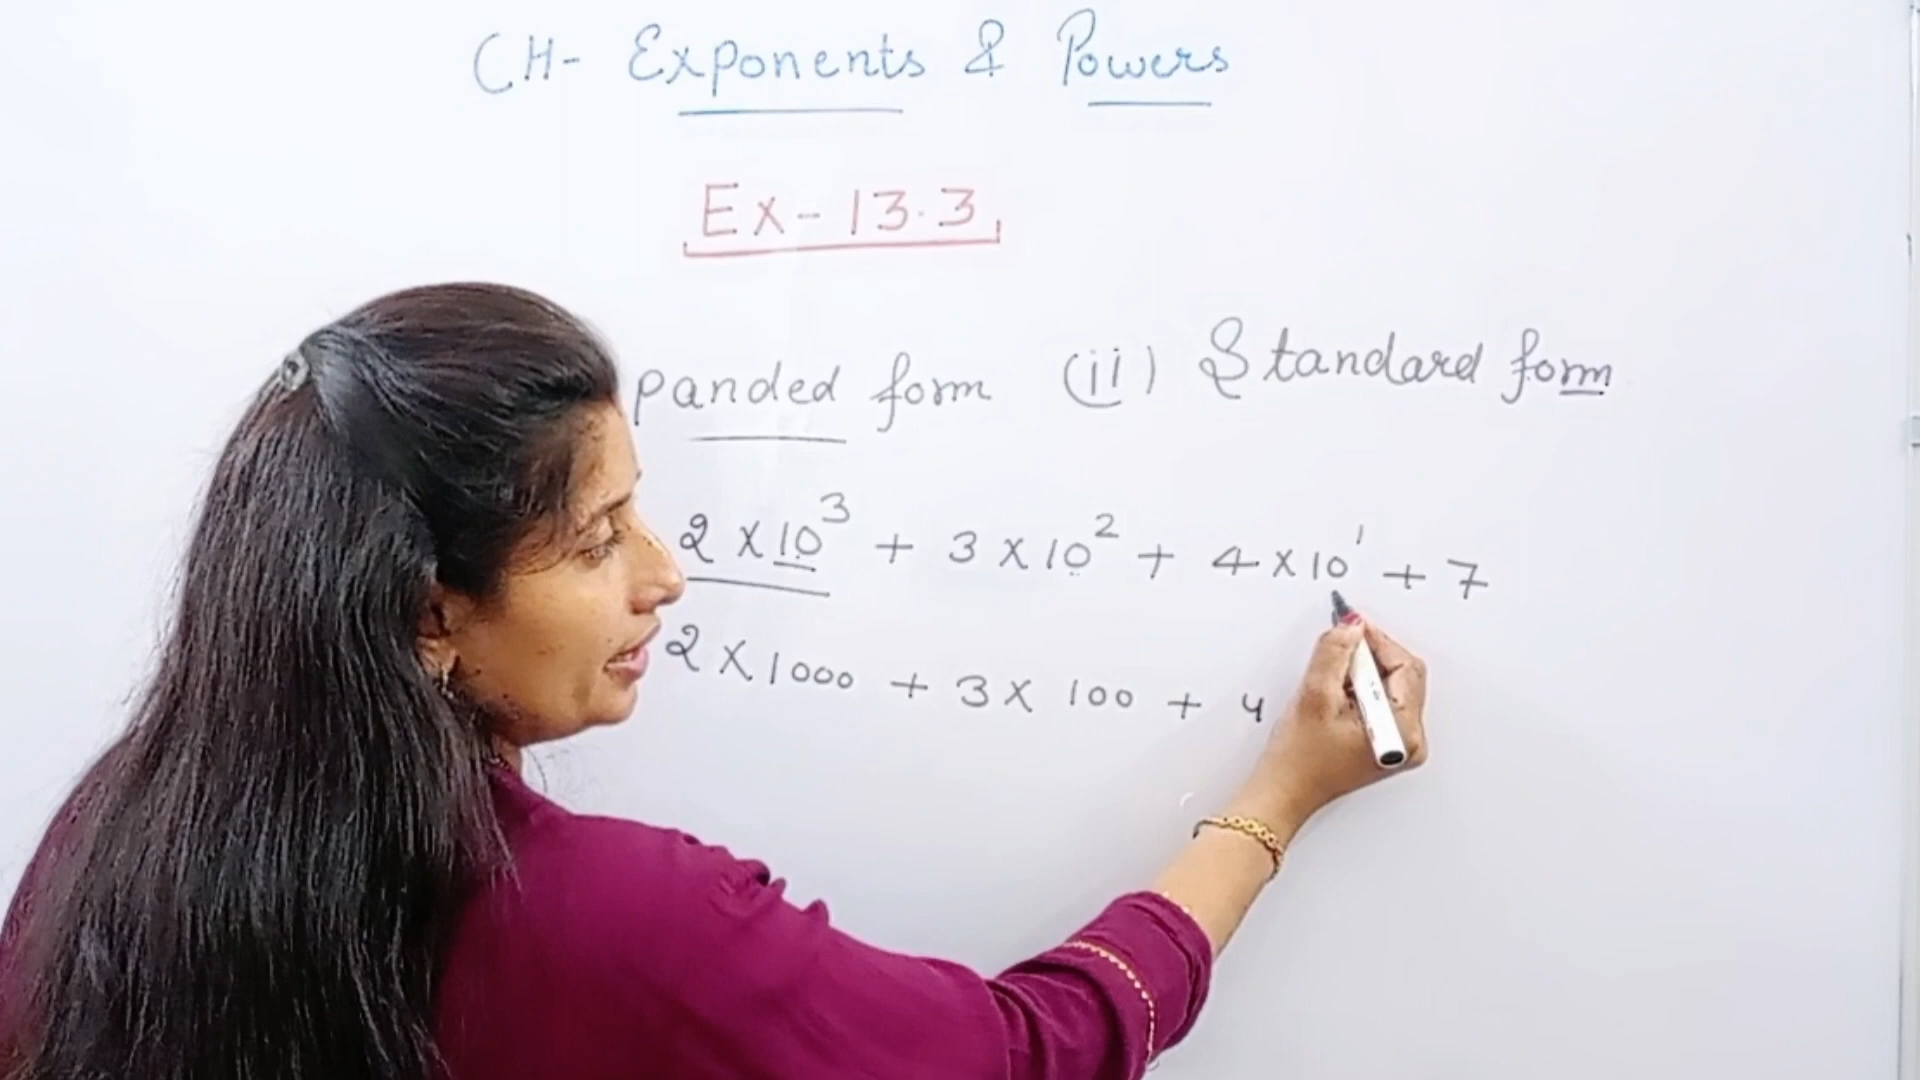 CH- Exponents & Powers
Ex-13.3
panded form (ii) Standard form
2 × 10³ + 3 × 10² + 4 × 10¹ + 7
2 × 1000 + 3 × 100 + 4